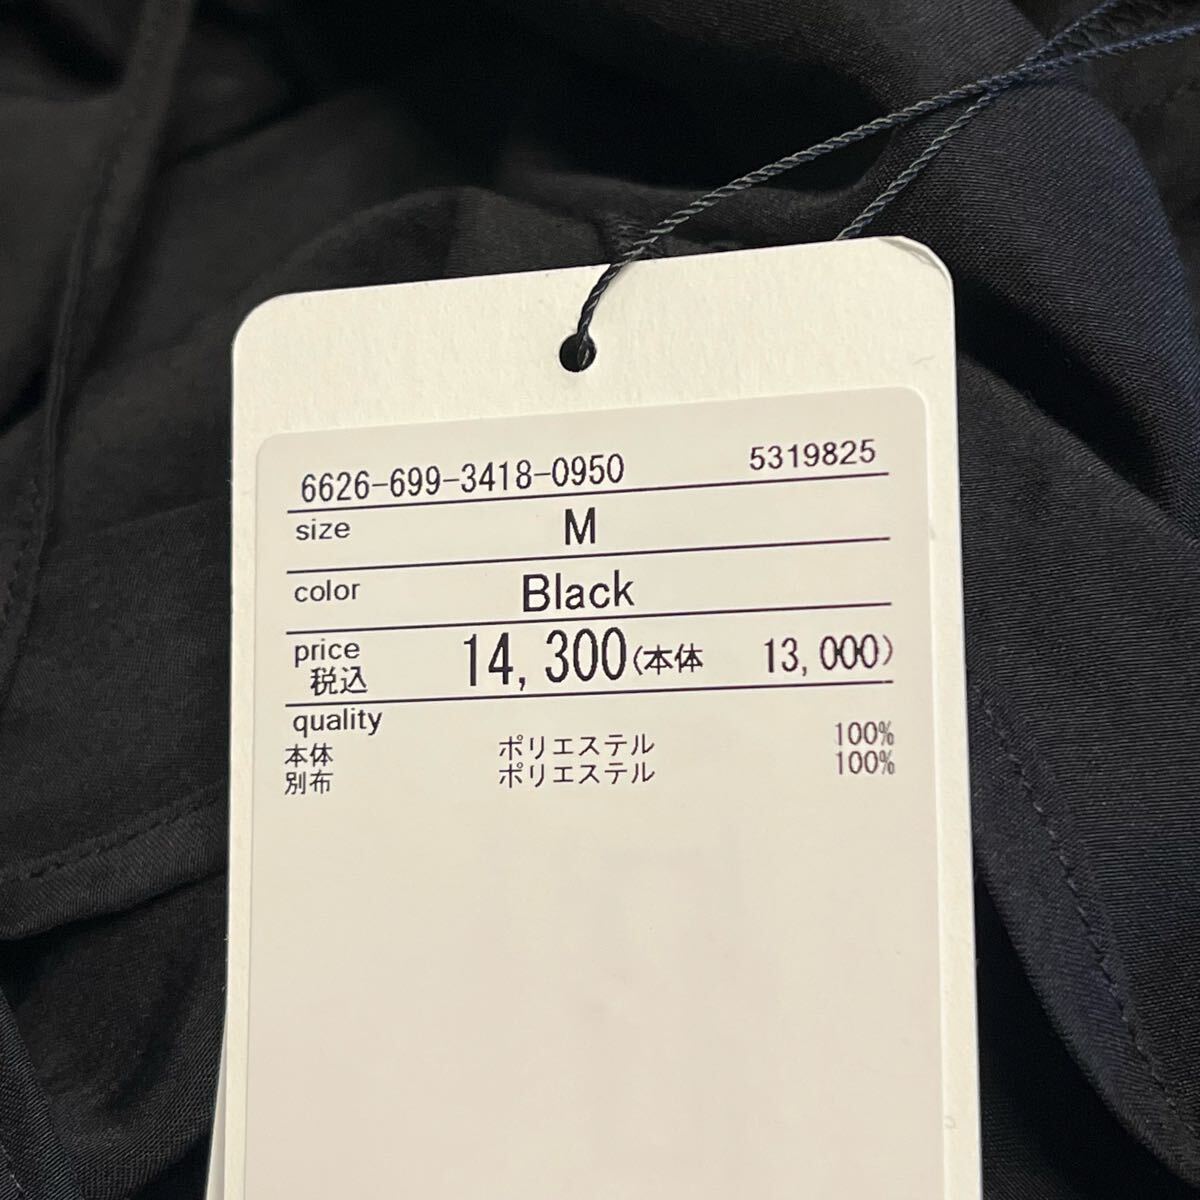 6626-699-3418-0950 5319825
size M
color Black
price 税込 14,300(本体 13,000)
quality
本体 ポリエステル 100%
別布 ポリエステル 100%